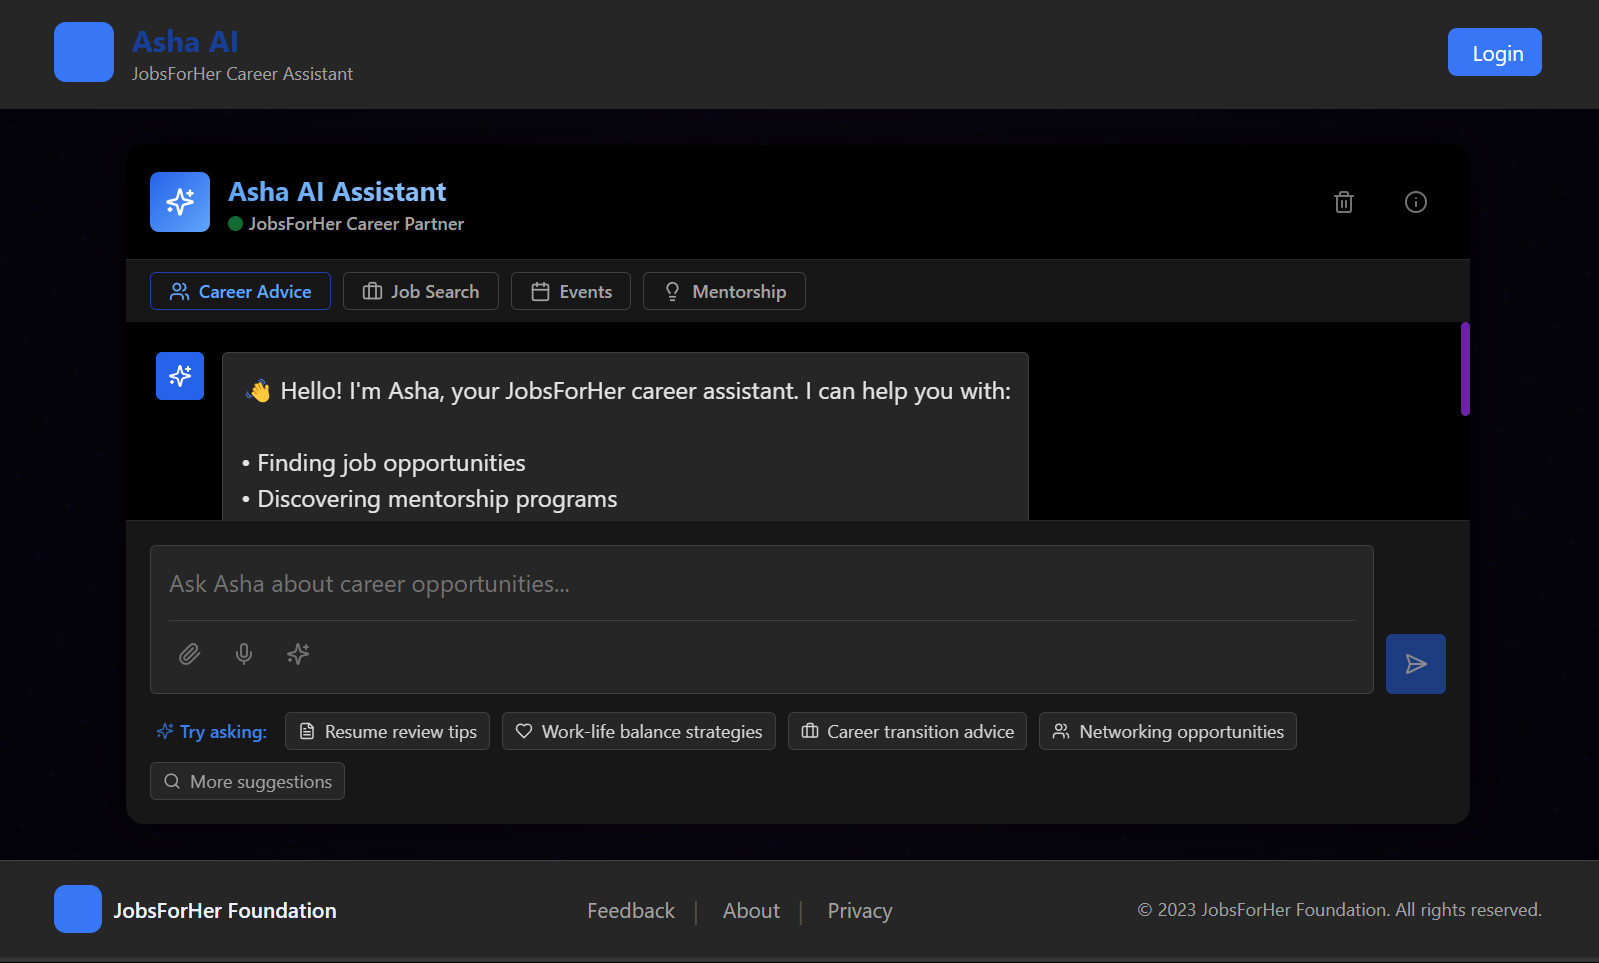 Asha AI
JobsForHer Career Assistant
Login
Asha AI Assistant
JobsForHer Career Partner
Career Advice
Job Search
Events
Mentorship
👋 Hello! I'm Asha, your JobsForHer career assistant. I can help you with:
• Finding job opportunities
• Discovering mentorship programs
Ask Asha about career opportunities...
Try asking:
Resume review tips
Work-life balance strategies
Career transition advice
Networking opportunities
More suggestions
JobsForHer Foundation
Feedback | About | Privacy
© 2023 JobsForHer Foundation. All rights reserved.